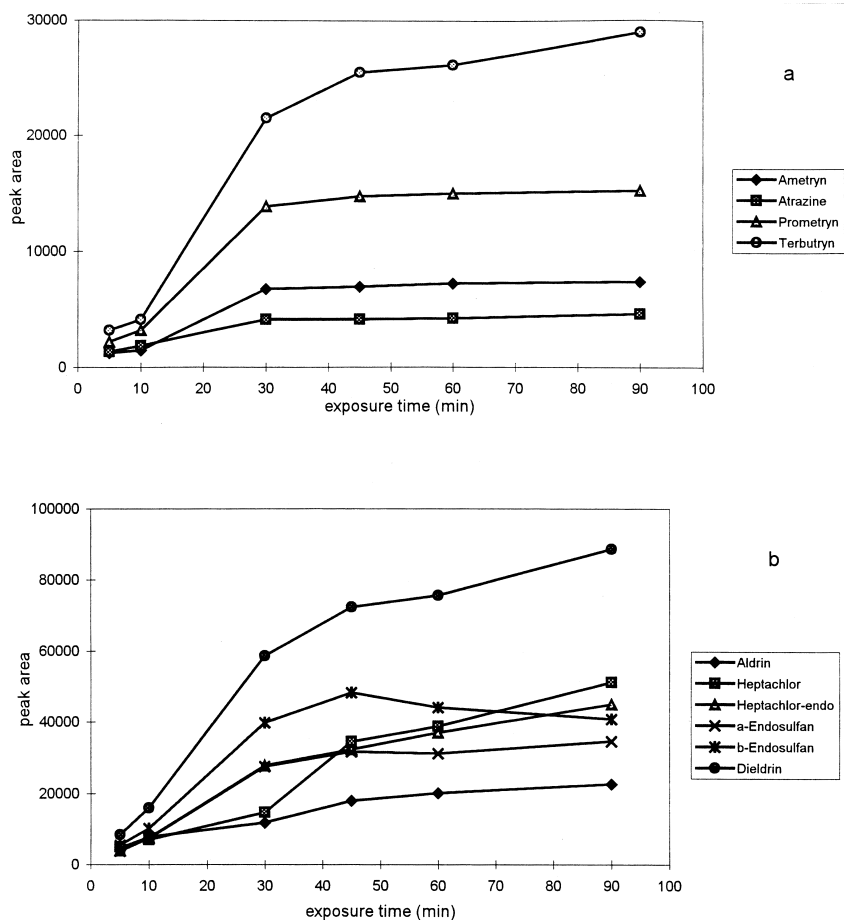 30000
20000
10000
0
peak area
0 10 20 30 40 50 60 70 80 90 100
exposure time (min)
a
Ametryn
Atrazine
Prometryn
Terbutryn
100000
80000
60000
40000
20000
0
peak area
0 10 20 30 40 50 60 70 80 90 100
exposure time (min)
b
Aldrin
Heptachlor
Heptachlor-endo
a-Endosulfan
b-Endosulfan
Dieldrin